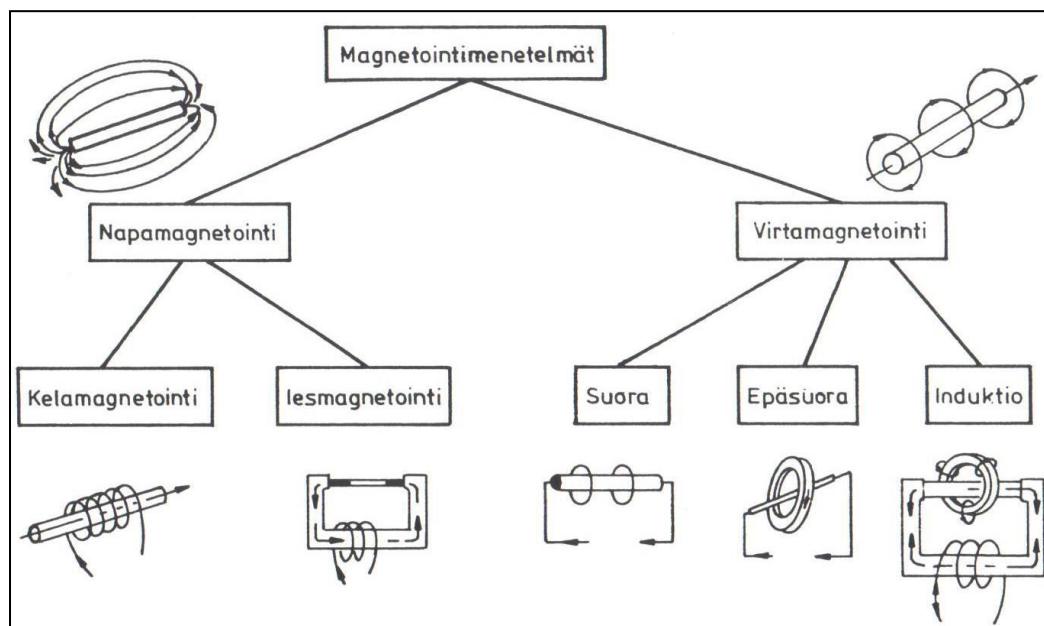 Magnetointimenetelmät
Napamagnetointi
Virtamagnetointi
Kelamagnetointi
Iesmagnetointi
Suora
Epäsuora
Induktio